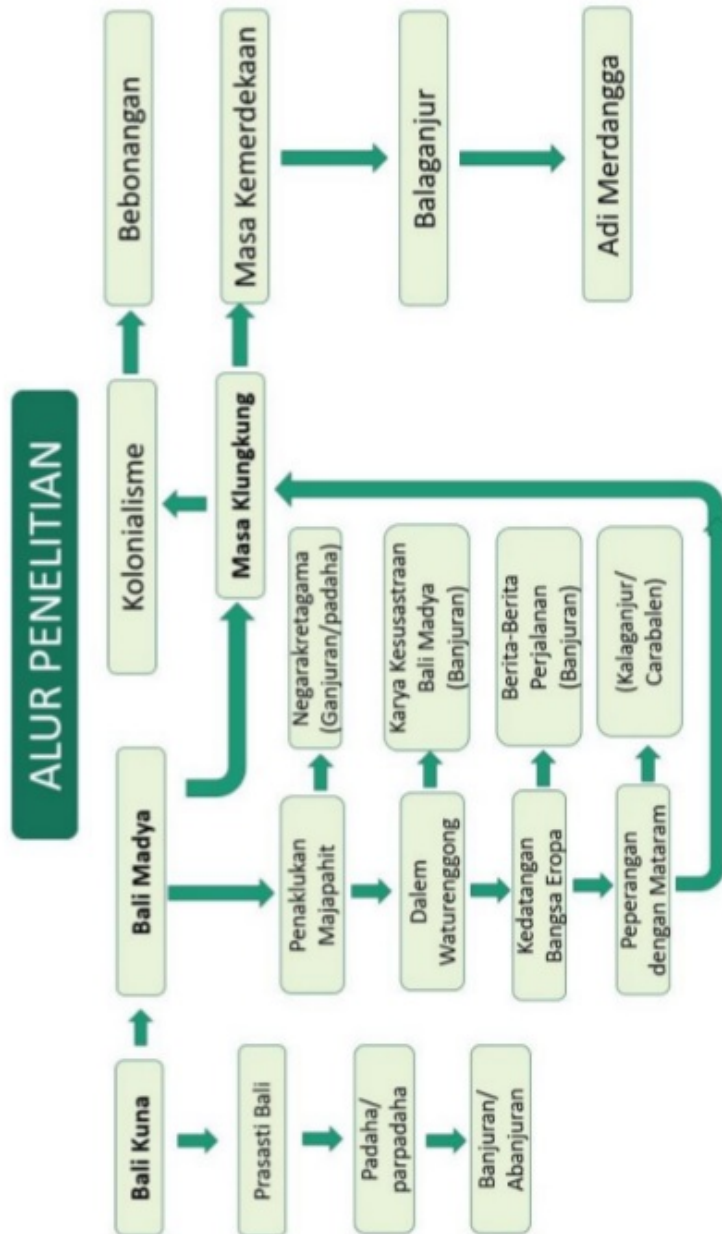 ALUR PENELITIAN
Bali Kuna
Prasasti Bali
Padaha/
parpadaha
Banjuran/
Abanjuran
Bali Madya
Penaklukan
Majapahit
Negarakretagama
(Ganjuran/padaha)
Dalem
Waturenggong
Karya Kesusastraan
Bali Madya
(Banjuran)
Kedatangan
Bangsa Eropa
Berita-Berita
Perjalanan
(Banjuran)
Peperangan
dengan Mataram
(Kalaganjur/
Carabalen)
Masa Klungkung
Kolonialisme
Bebonangan
Masa Kemerdekaan
Balaganjur
Adi Merdangga